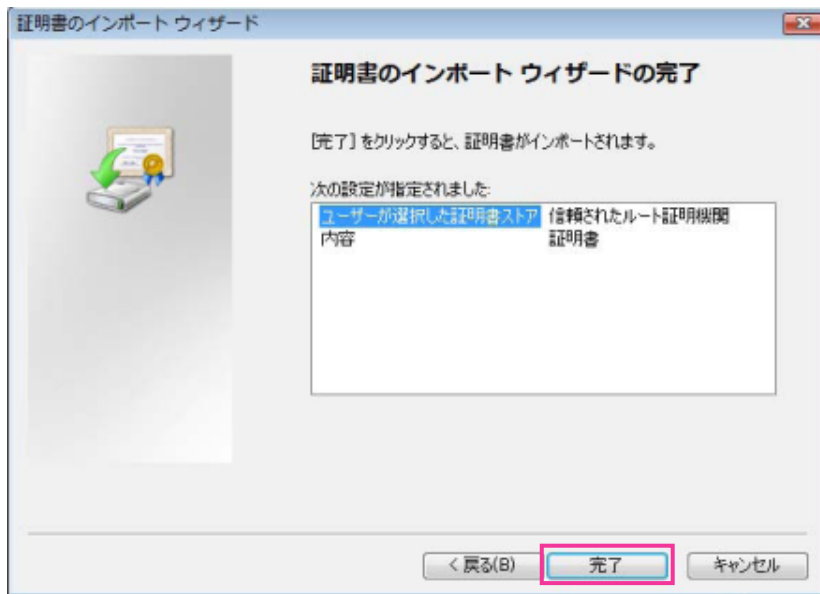 証明書のインポート ウィザード
証明書のインポート ウィザードの完了
[完了] をクリックすると、証明書がインポートされます。
次の設定が指定されました:
ユーザーが選択した証明書ストア 信頼されたルート証明機関
内容 証明書
< 戻る(B) 完了 キャンセル